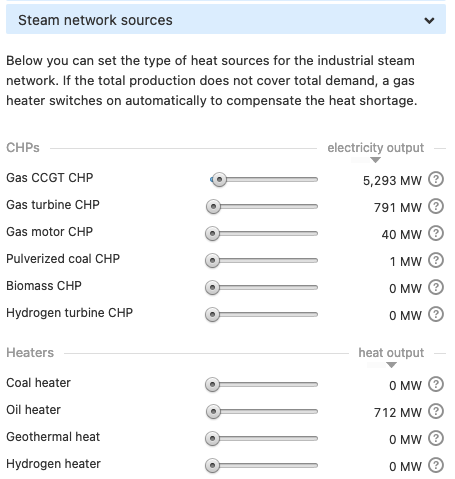 Steam network sources
Below you can set the type of heat sources for the industrial steam
network. If the total production does not cover total demand, a gas
heater switches on automatically to compensate the heat shortage.
CHPs electricity output
Gas CCGT CHP 5,293 MW ?
Gas turbine CHP 791 MW ?
Gas motor CHP 40 MW ?
Pulverized coal CHP 1 MW ?
Biomass CHP 0 MW ?
Hydrogen turbine CHP 0 MW ?
Heaters heat output
Coal heater 0 MW ?
Oil heater 712 MW ?
Geothermal heat 0 MW ?
Hydrogen heater 0 MW ?